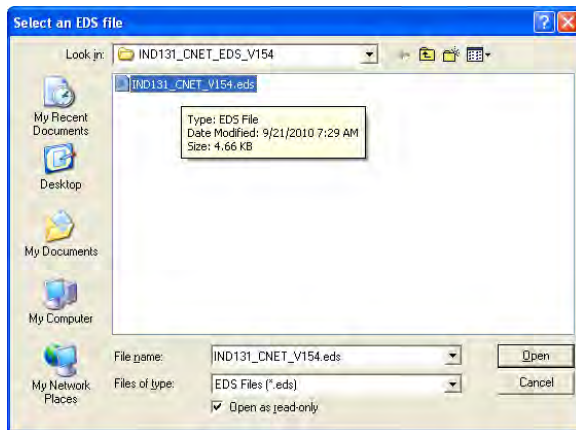 Select an EDS file
Look in:
IND131_CNET_EDS_V154
IND131_CNET_V154.eds
Type: EDS File
Date Modified: 9/21/2010 7:29 AM
Size: 4.66 KB
My Recent
Documents
Desktop
My Documents
My Computer
My Network
Places
File name:
IND131_CNET_V154.eds
Open
Files of type:
EDS Files (*.eds)
Cancel
Open as read-only